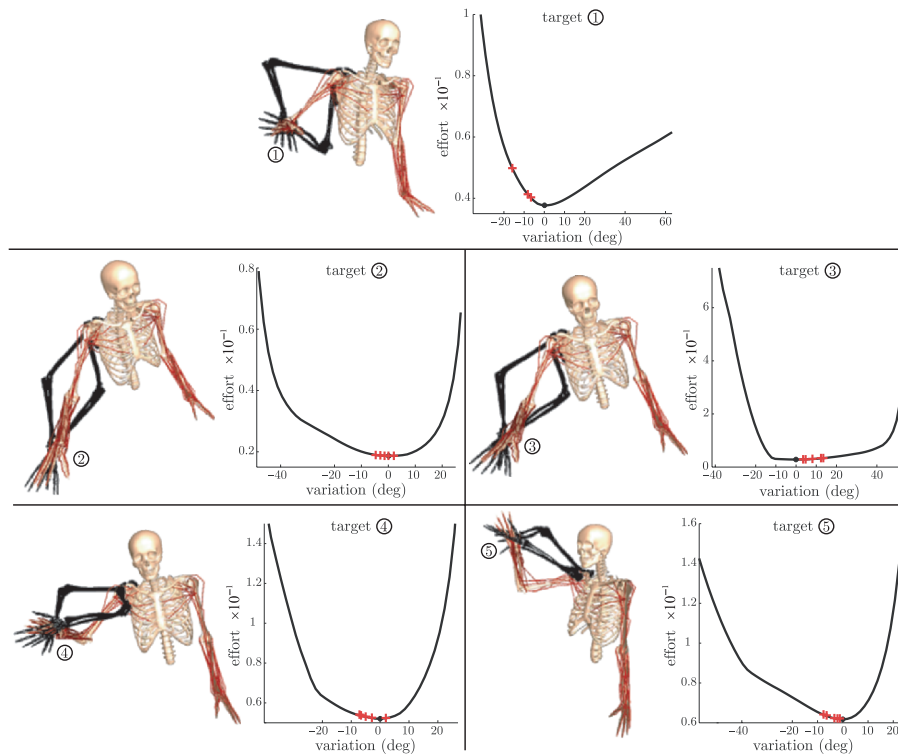 target ①
effort ×10⁻¹
1
0.8
0.6
0.4
−20 −10 0 10 20 40 60
variation (deg)
①
target ②
effort ×10⁻¹
0.8
0.6
0.4
0.2
−40 −20 −10 0 10 20
variation (deg)
②
target ③
effort ×10⁻¹
6
4
2
0
−40 −20 −10 0 10 20 40
variation (deg)
③
target ④
effort ×10⁻¹
1.4
1.2
1
0.8
0.6
−20 −10 0 10 20
variation (deg)
④
target ⑤
effort ×10⁻¹
1.6
1.4
1.2
1
0.8
0.6
−40 −20 −10 0 10 20
variation (deg)
⑤